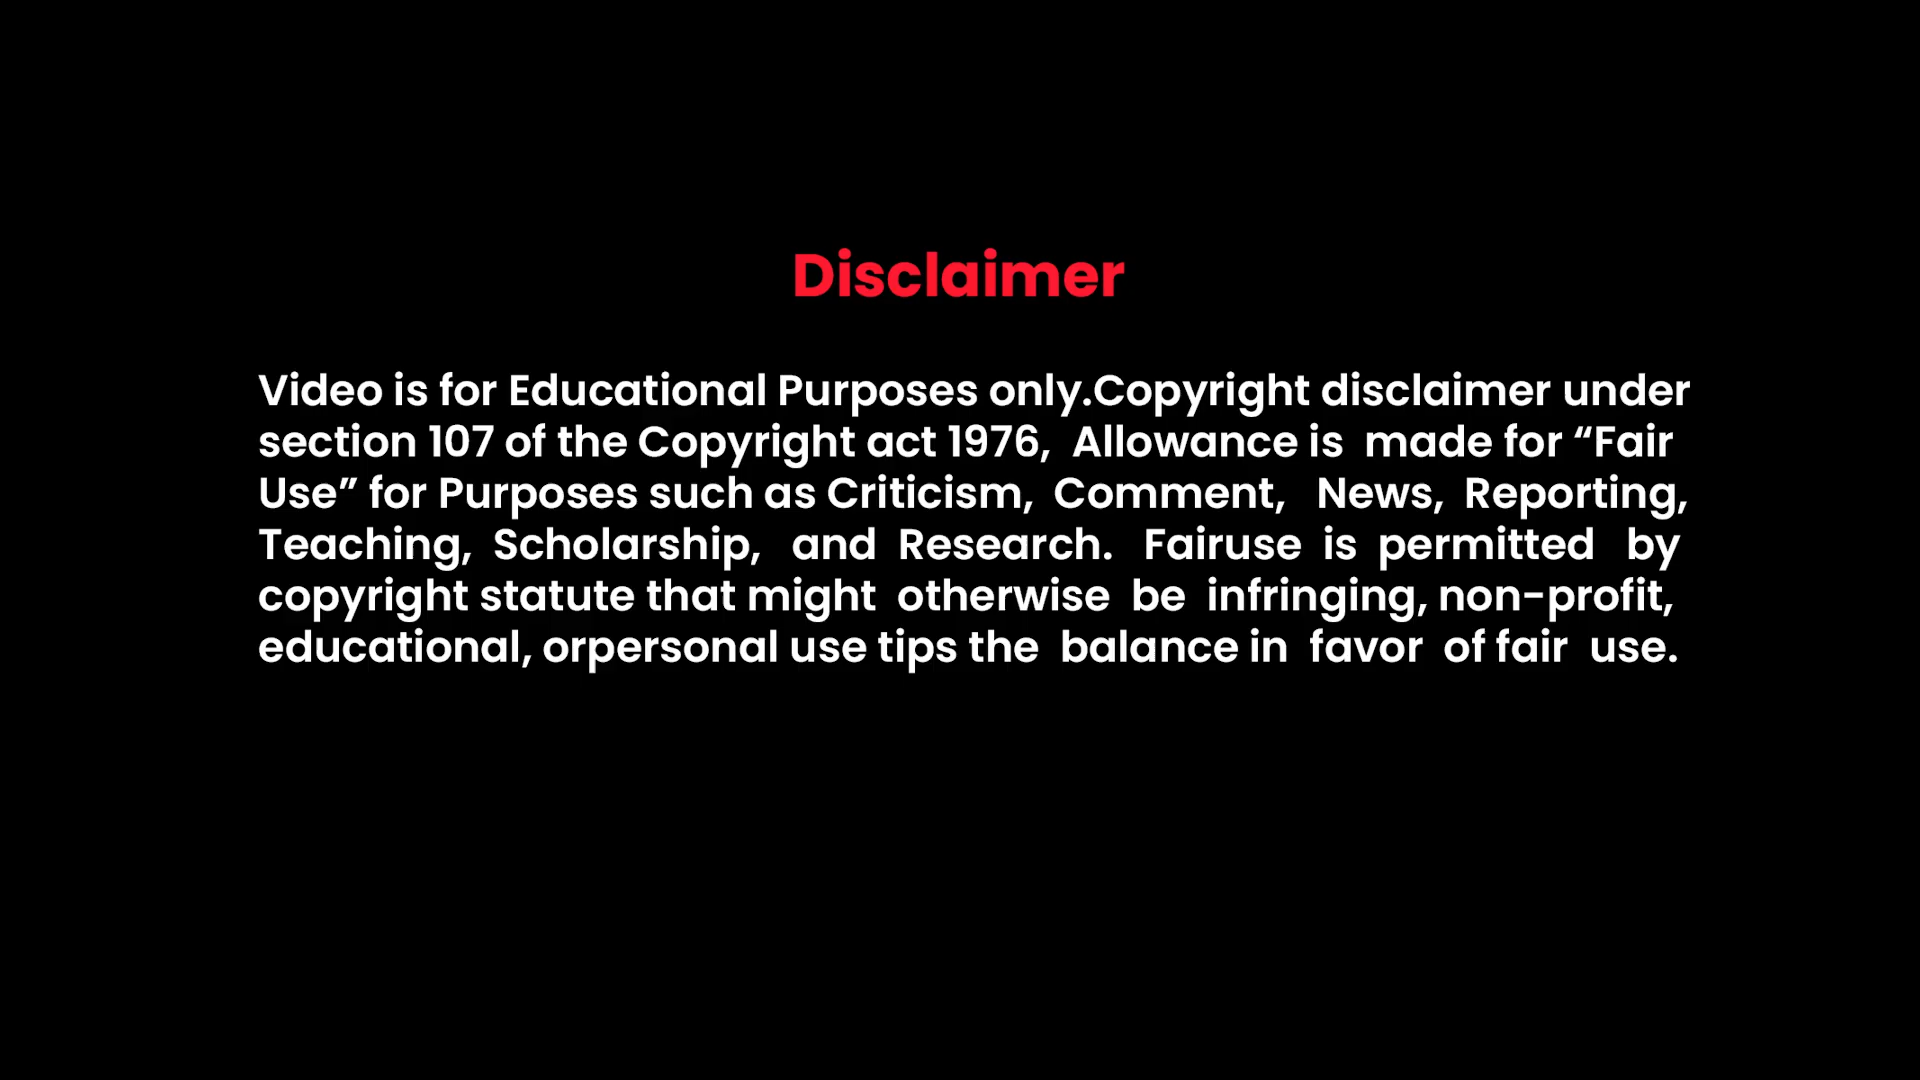 Disclaimer
Video is for Educational Purposes only.Copyright disclaimer under
section 107 of the Copyright act 1976, Allowance is made for “Fair
Use” for Purposes such as Criticism, Comment, News, Reporting,
Teaching, Scholarship, and Research. Fairuse is permitted by
copyright statute that might otherwise be infringing, non-profit,
educational, orpersonal use tips the balance in favor of fair use.